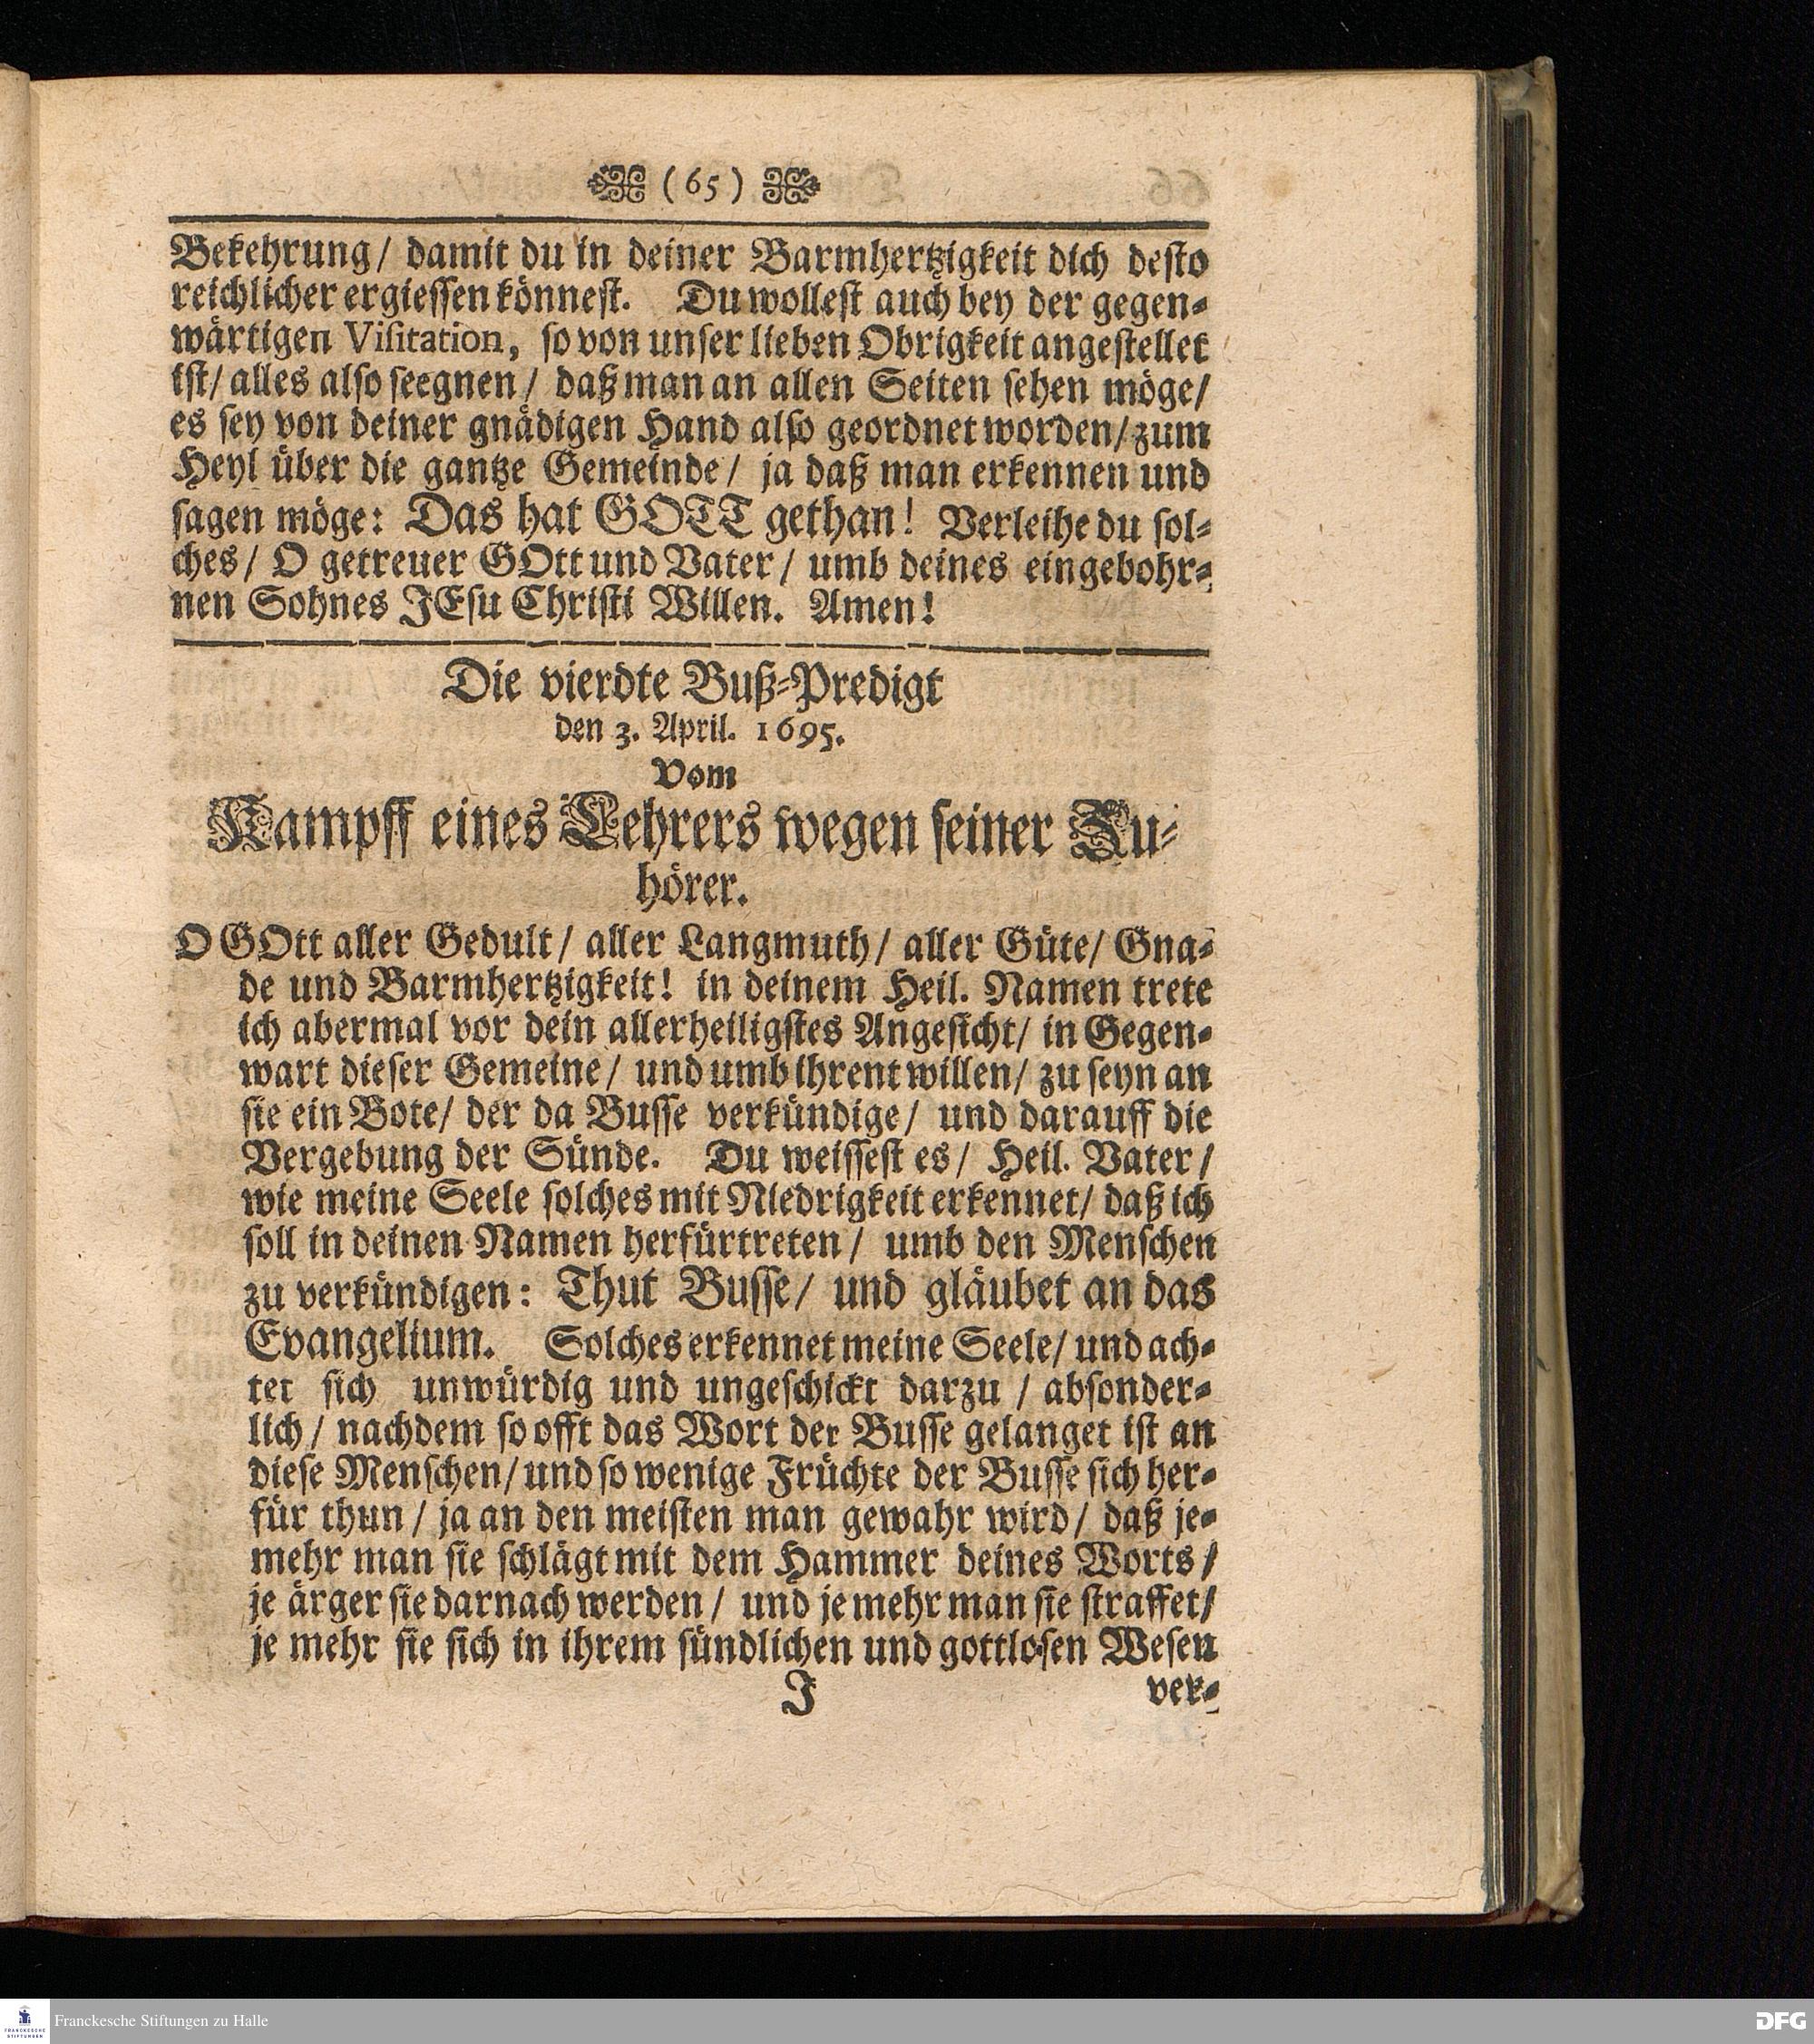 (65)
Bekehrung/ damit du in deiner Barmhertzigkeit dich desto
reichlicher ergiessen könnest. Du wollest auch bey der gegen-
wärtigen Visitation, so von unser lieben Obrigkeit angestellet
ist/ alles also seegnen/ daß man an allen Seiten sehen möge/
es sey von deiner gnädigen Hand also geordnet worden/ zum
Heyl über die gantze Gemeinde/ ja daß man erkennen und
sagen möge: Das hat GOTT gethan! Verleihe du sol-
ches/ O getreuer GOtt und Vater/ umb deines eingebohr-
nen Sohnes JEsu Christi Willen. Amen!
Die vierdte Buß-Predigt
den 3. April. 1695.
Vom
Kampff eines Lehrers wegen seiner Zu-
hörer.
O GOtt aller Gedult/ aller Langmuth/ aller Güte/ Gna-
de und Barmhertzigkeit! in deinem Heil. Namen trete
ich abermal vor dein allerheiligstes Angesicht/ in Gegen-
wart dieser Gemeine/ und umb ihrent willen/ zu seyn an
sie ein Bote/ der da Busse verkündige/ und darauff die
Vergebung der Sünde. Du weissest es/ Heil. Vater/
wie meine Seele solches mit Niedrigkeit erkennet/ daß ich
soll in deinen Namen herfürtreten/ umb den Menschen
zu verkündigen: Thut Busse/ und gläubet an das
Evangelium. Solches erkennet meine Seele/ und ach-
tet sich unwürdig und ungeschickt darzu / absonder-
lich/ nachdem so offt das Wort der Busse gelanget ist an
diese Menschen/ und so wenige Früchte der Busse sich her-
für thun/ ja an den meisten man gewahr wird/ daß je-
mehr man sie schlägt mit dem Hammer deines Worts/
je ärger sie darnach werden/ und je mehr man sie straffet/
je mehr sie sich in ihrem sündlichen und gottlosen Wesen
J ver-
Franckesche Stiftungen zu Halle
DFG